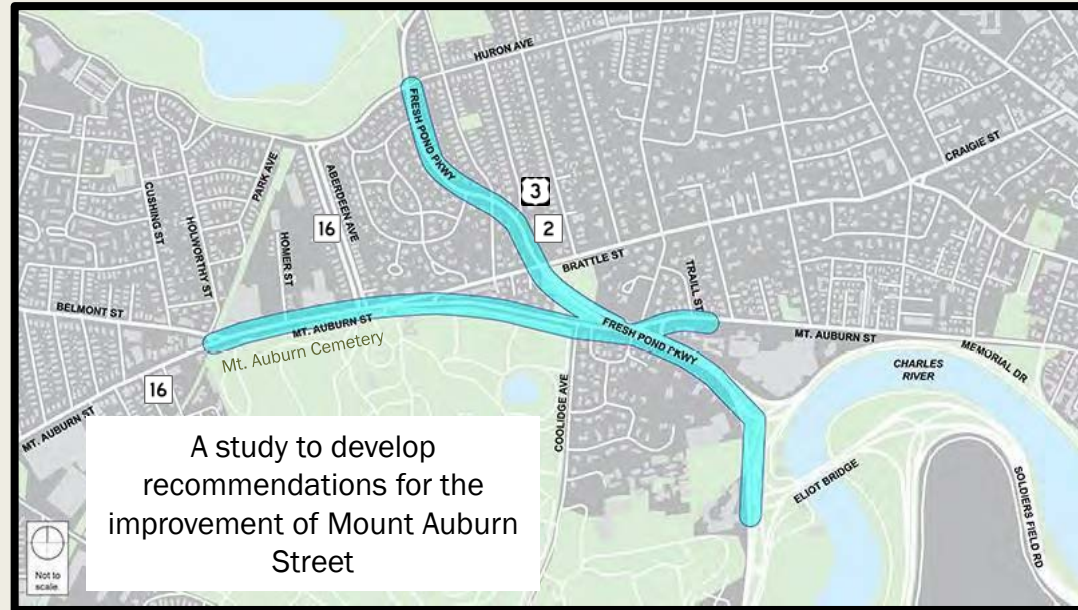 HURON AVE
FRESH POND PKWY
CRAIGIE ST
PARK AVE
ABERDEEN AVE
CUSHING ST
HOLWORTHY ST
HOMER ST
3
16
2
BRATTLE ST
TRAILL ST
BELMONT ST
MT. AUBURN ST
FRESH POND PKWY
MT. AUBURN ST
MEMORIAL DR
Mt. Auburn Cemetery
CHARLES
RIVER
16
MT. AUBURN ST
COOLIDGE AVE
ELIOT BRIDGE
SOLDIERS FIELD RD
A study to develop
recommendations for the
improvement of Mount Auburn
Street
Not to
scale